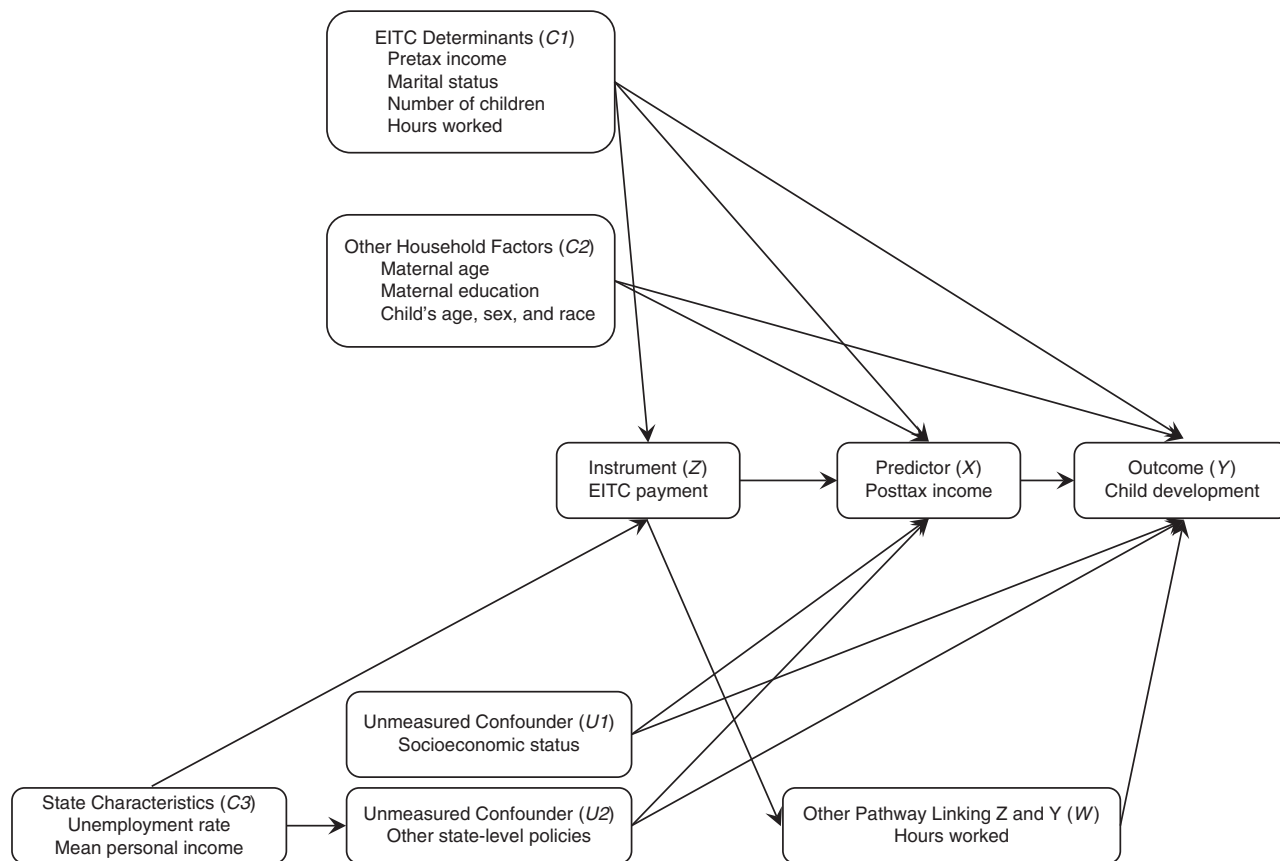 EITC Determinants (C1)
Pretax income
Marital status
Number of children
Hours worked
Other Household Factors (C2)
Maternal age
Maternal education
Child's age, sex, and race
Instrument (Z)
EITC payment
Predictor (X)
Posttax income
Outcome (Y)
Child development
Unmeasured Confounder (U1)
Socioeconomic status
State Characteristics (C3)
Unemployment rate
Mean personal income
Unmeasured Confounder (U2)
Other state-level policies
Other Pathway Linking Z and Y (W)
Hours worked